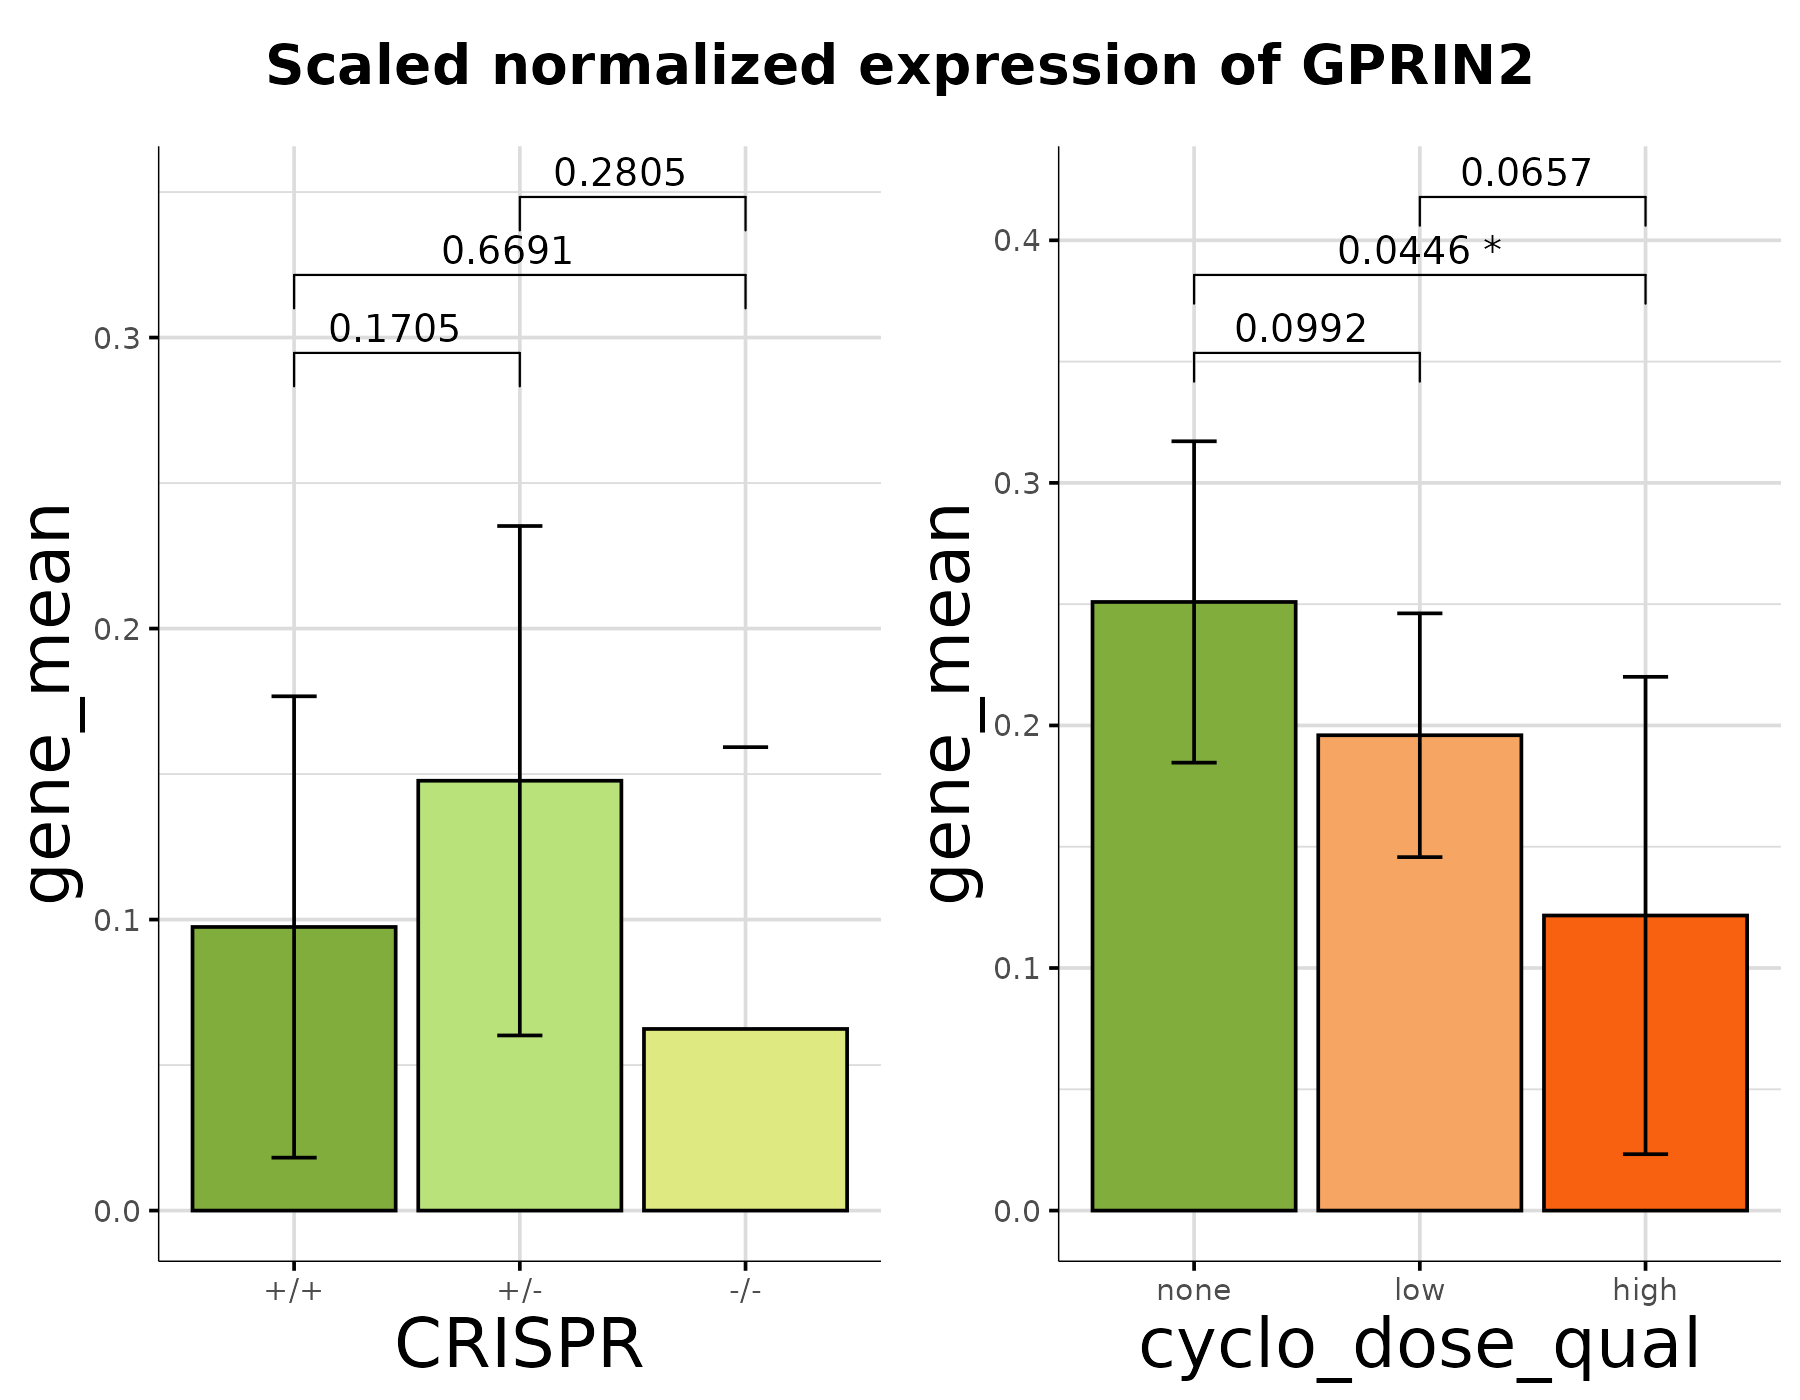 Scaled normalized expression of GPRIN2
gene_mean
0.3
0.2
0.1
0.0
0.2805
0.6691
0.1705
+/+
+/-
-/-
CRISPR
gene_mean
0.4
0.3
0.2
0.1
0.0
0.0657
0.0446 *
0.0992
none
low
high
cyclo_dose_qual